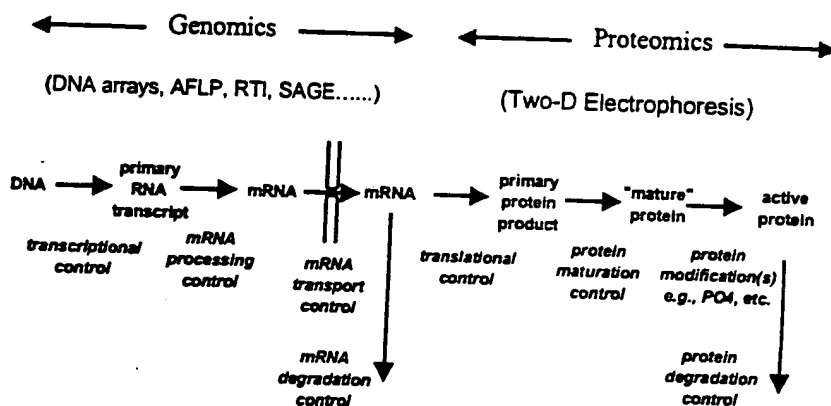 Genomics
Proteomics
(DNA arrays, AFLP, RTI, SAGE......)
(Two-D Electrophoresis)
DNA
primary
RNA
transcript
mRNA
mRNA
primary
protein
product
"mature"
protein
active
protein
transcriptional
control
mRNA
processing
control
mRNA
transport
control
translational
control
protein
maturation
control
protein
modification(s)
e.g., PO4, etc.
mRNA
degradation
control
protein
degradation
control